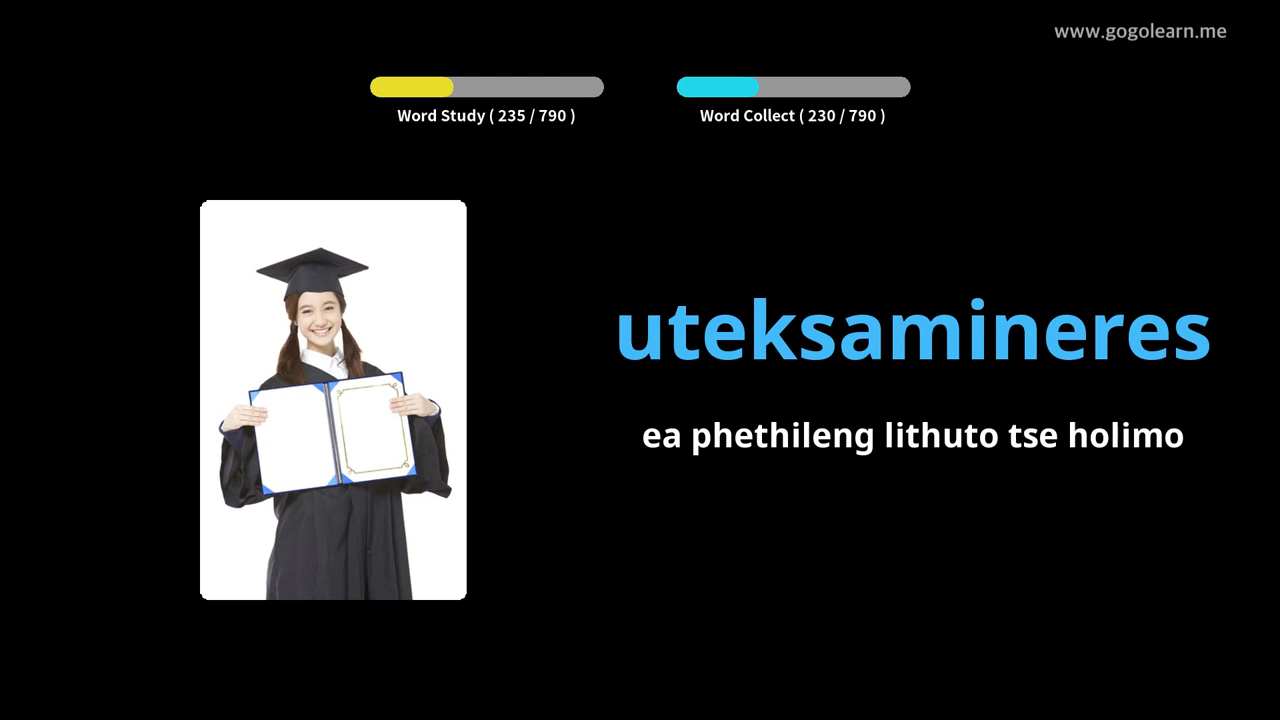 www.gogolearn.me
Word Study ( 235 / 790 )
Word Collect ( 230 / 790 )
uteksamineres
ea phethileng lithuto tse holimo